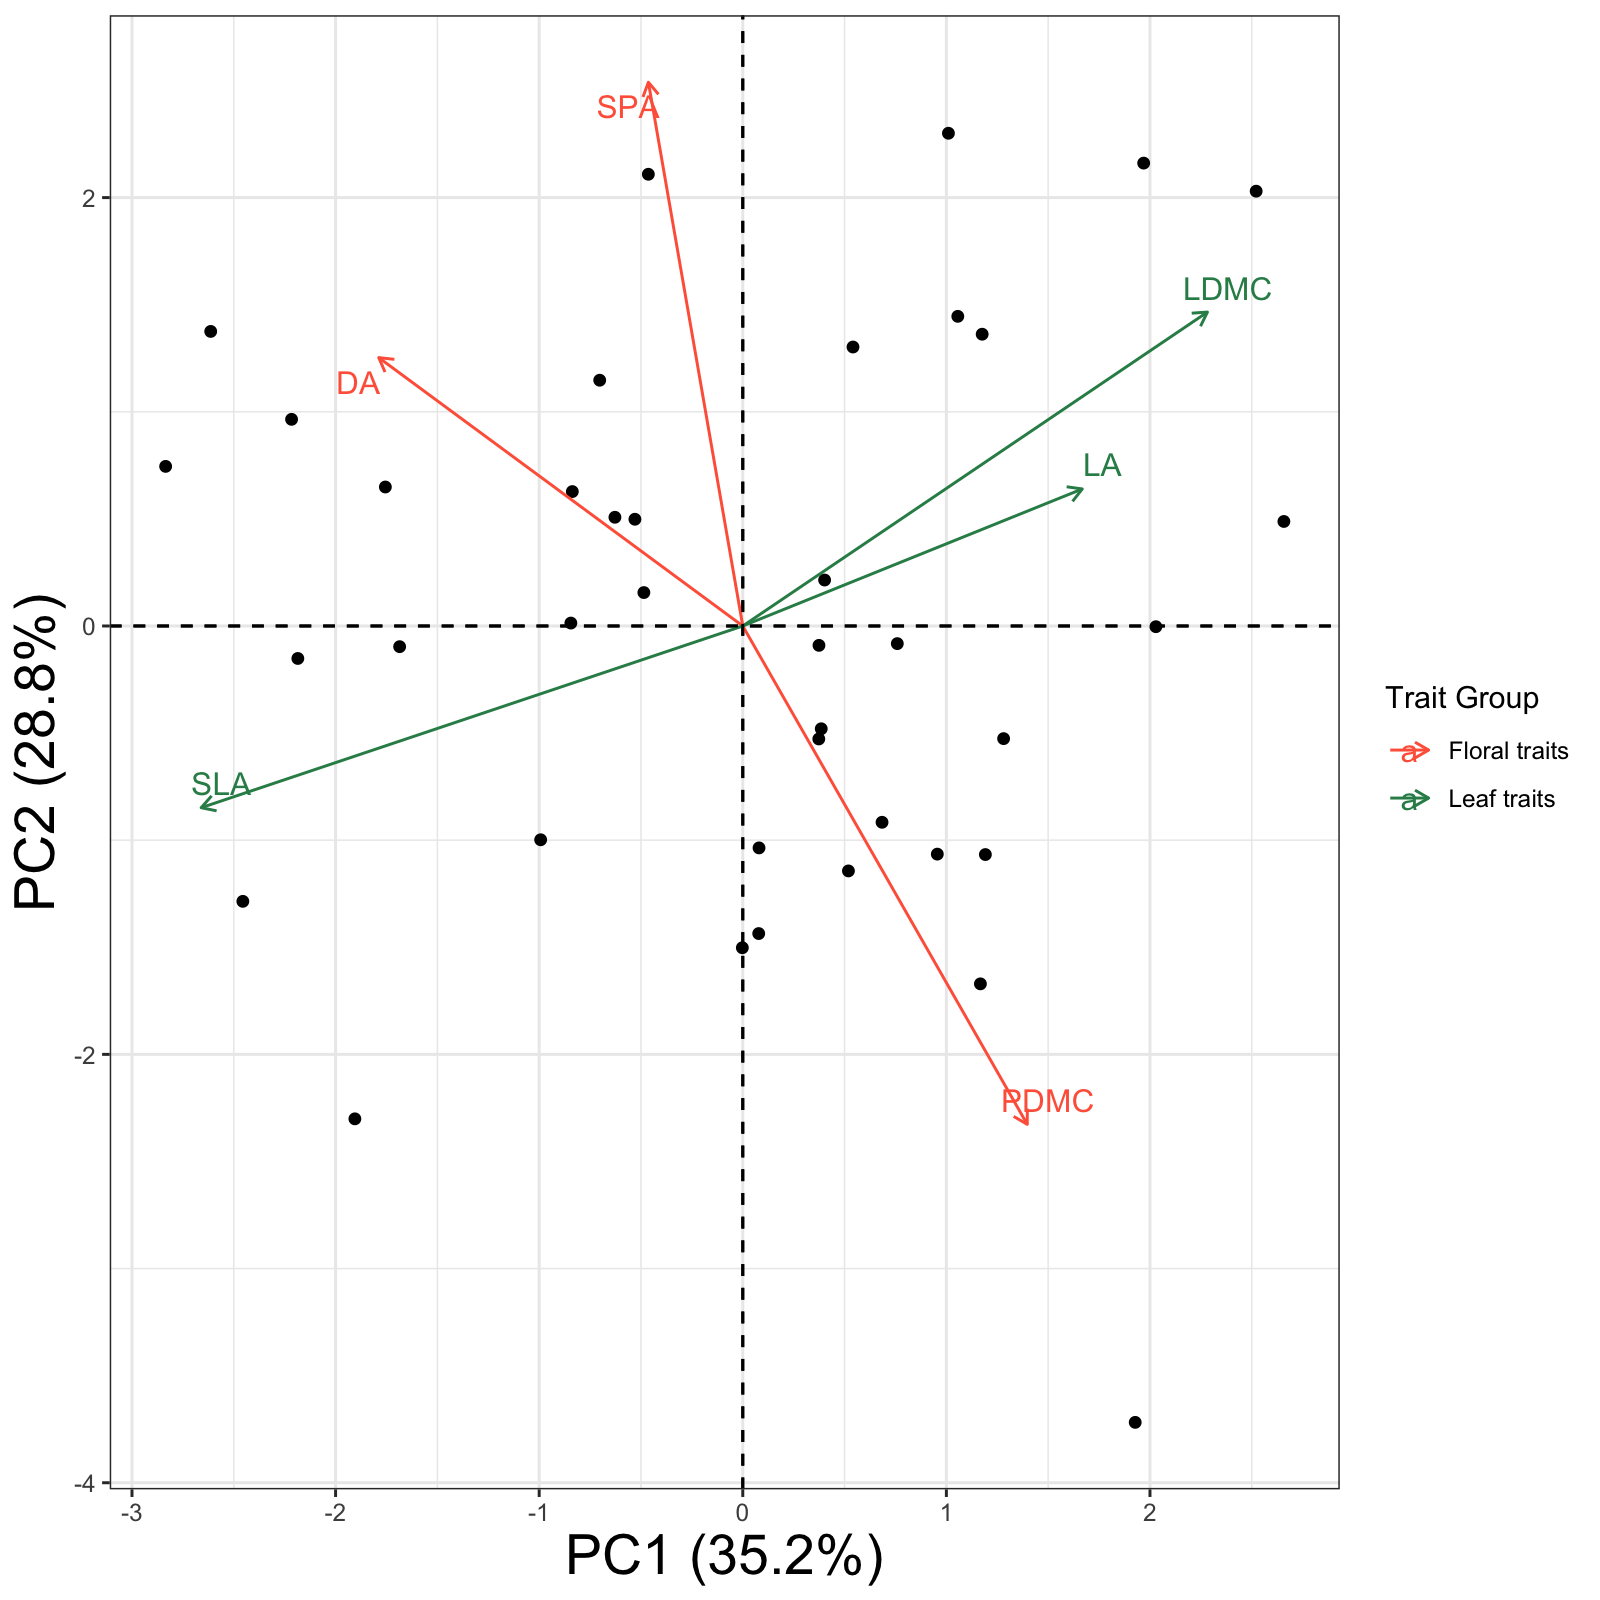 SPA
LDMC
DA
LA
SLA
PDMC
2
0
-2
-4
-3
-2
-1
0
1
2
PC1 (35.2%)
PC2 (28.8%)
Trait Group
a Floral traits
a Leaf traits